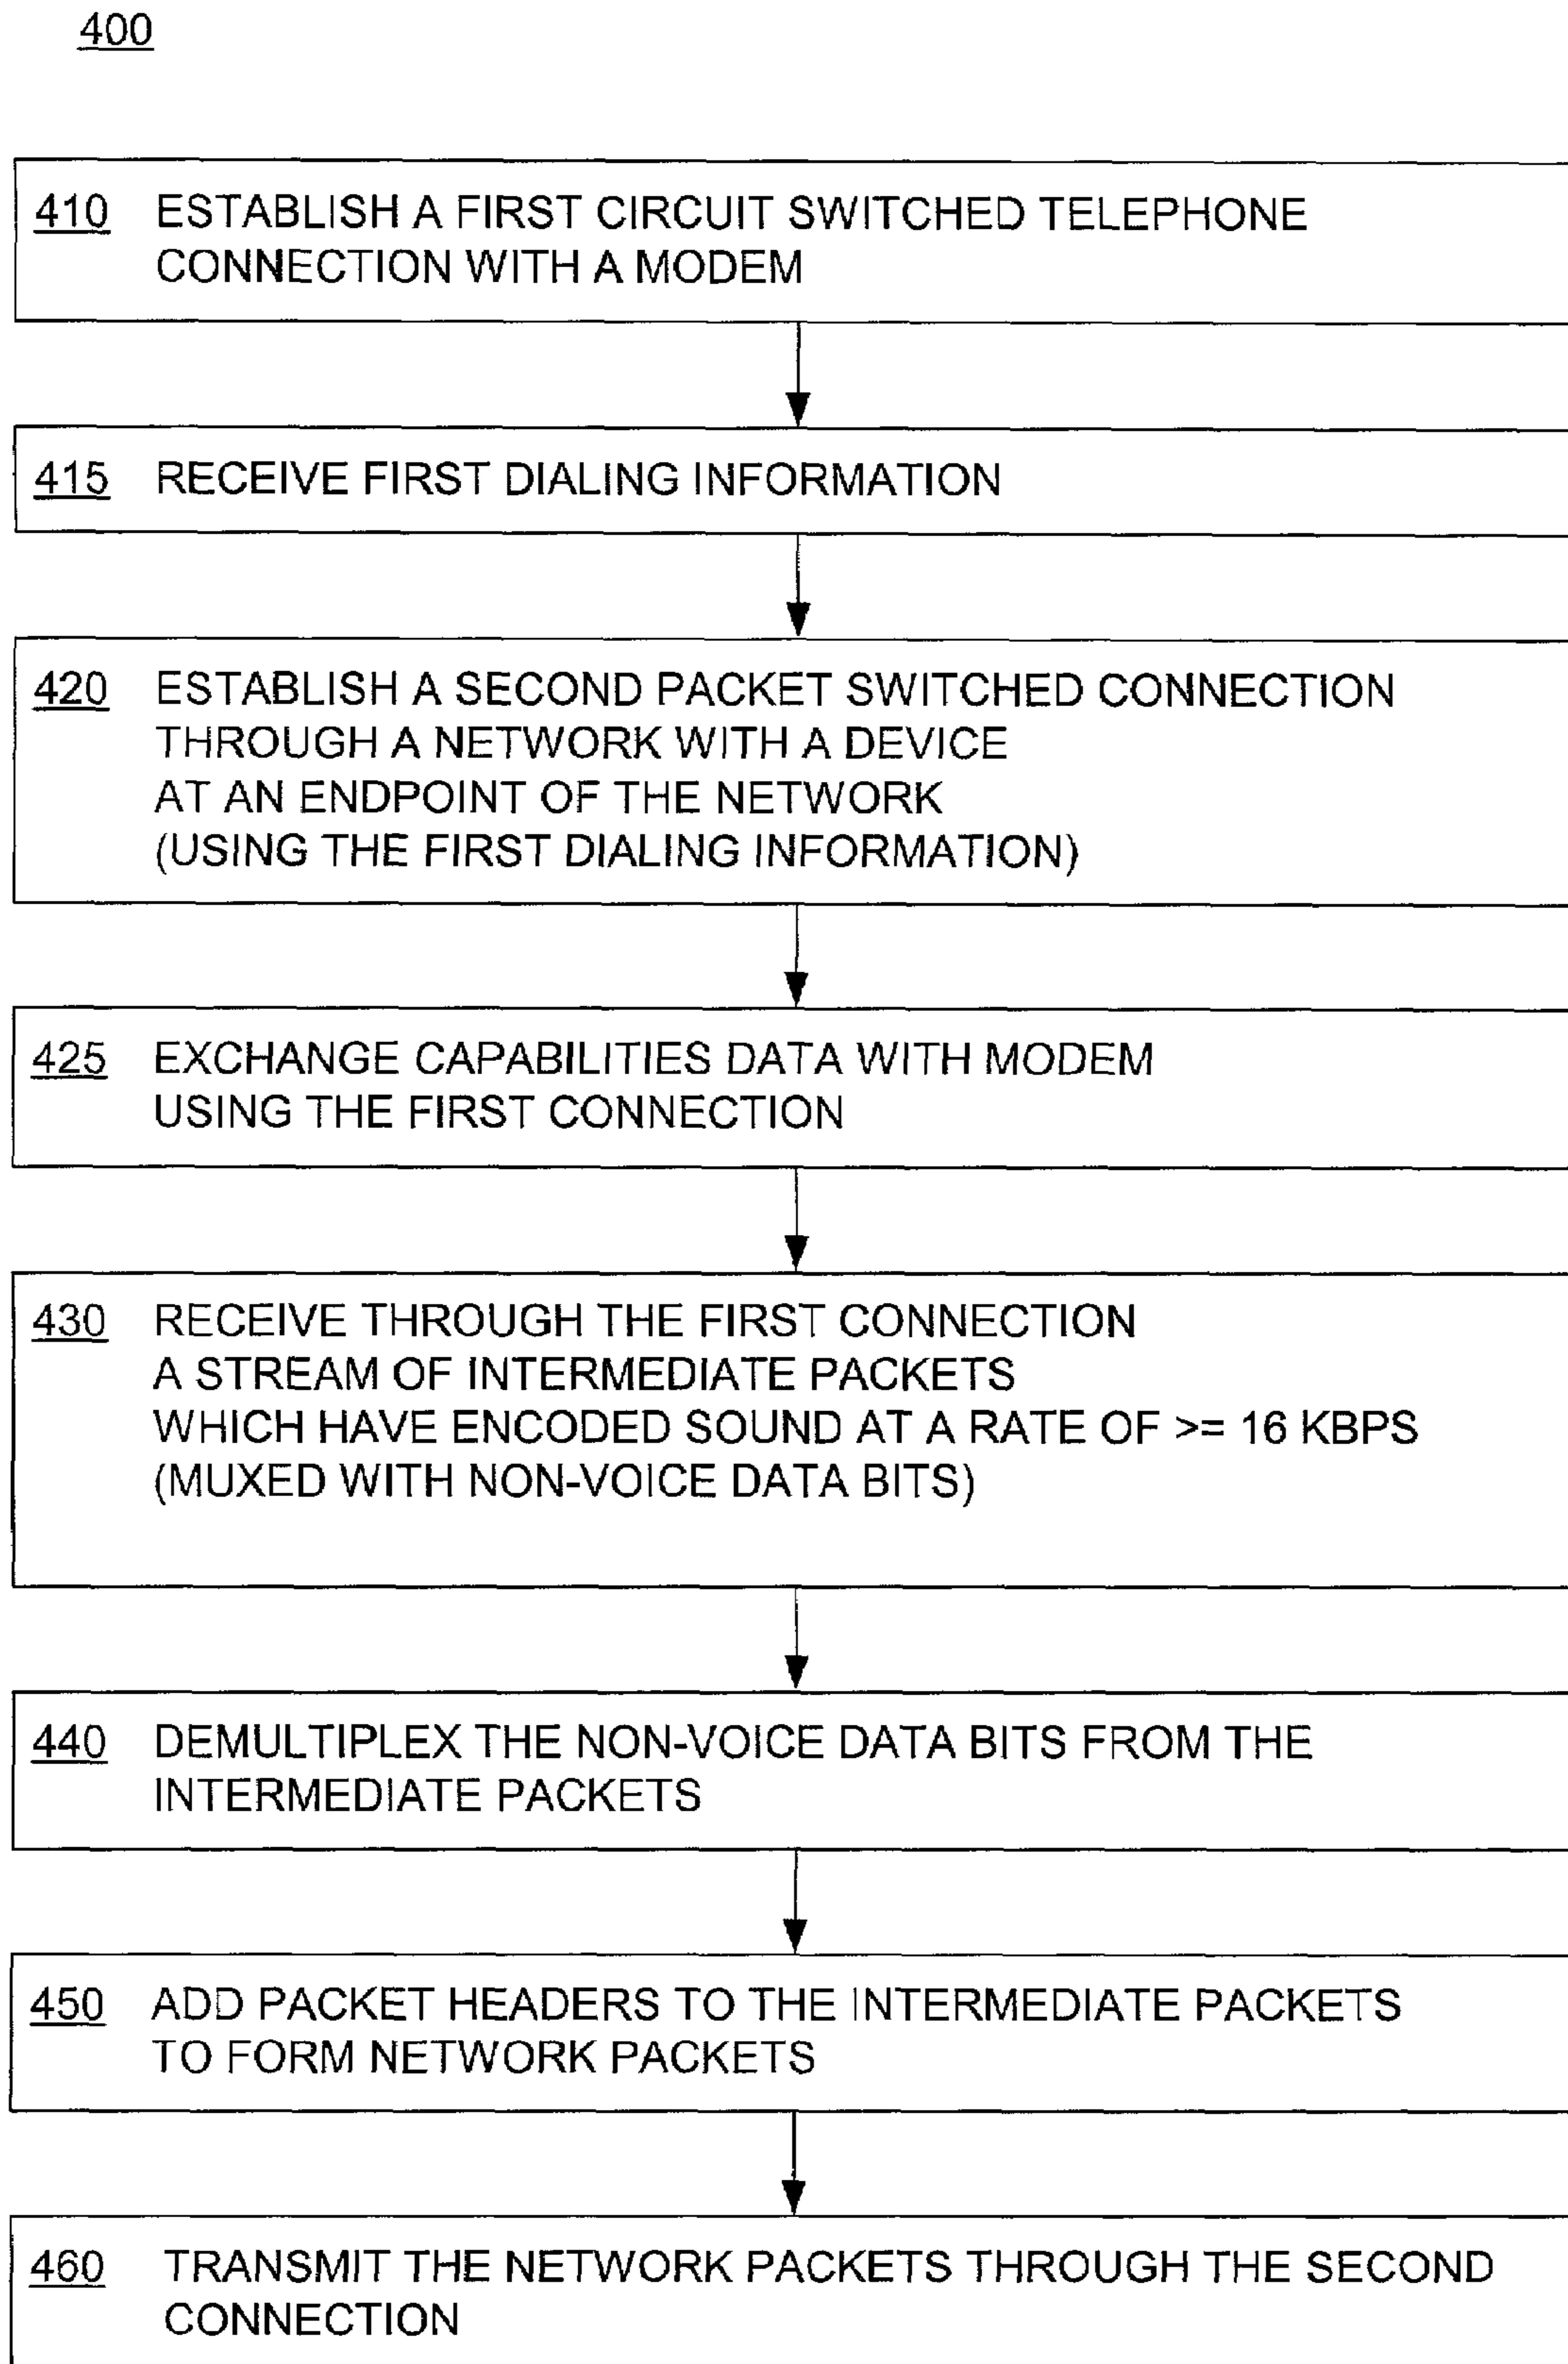 400
410 ESTABLISH A FIRST CIRCUIT SWITCHED TELEPHONE
CONNECTION WITH A MODEM
415 RECEIVE FIRST DIALING INFORMATION
420 ESTABLISH A SECOND PACKET SWITCHED CONNECTION
THROUGH A NETWORK WITH A DEVICE
AT AN ENDPOINT OF THE NETWORK
(USING THE FIRST DIALING INFORMATION)
425 EXCHANGE CAPABILITIES DATA WITH MODEM
USING THE FIRST CONNECTION
430 RECEIVE THROUGH THE FIRST CONNECTION
A STREAM OF INTERMEDIATE PACKETS
WHICH HAVE ENCODED SOUND AT A RATE OF >= 16 KBPS
(MUXED WITH NON-VOICE DATA BITS)
440 DEMULTIPLEX THE NON-VOICE DATA BITS FROM THE
INTERMEDIATE PACKETS
450 ADD PACKET HEADERS TO THE INTERMEDIATE PACKETS
TO FORM NETWORK PACKETS
460 TRANSMIT THE NETWORK PACKETS THROUGH THE SECOND
CONNECTION